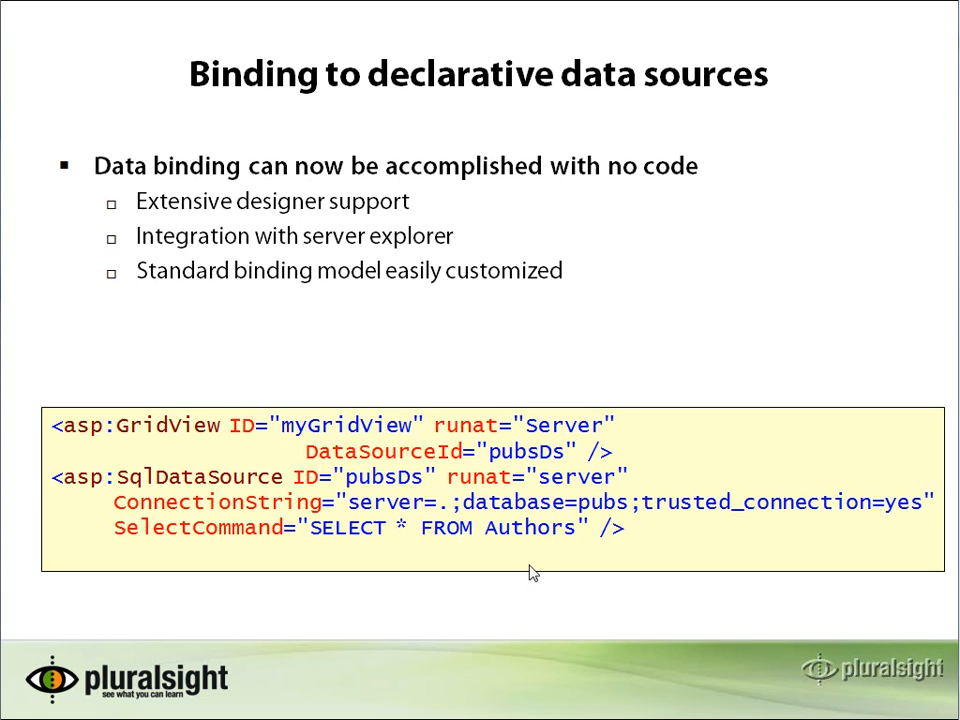 Binding to declarative data sources
Data binding can now be accomplished with no code
Extensive designer support
Integration with server explorer
Standard binding model easily customized
<asp:GridView ID="myGridView" runat="Server"
DataSourceId="pubsDs" />
<asp:SqlDataSource ID="pubsDs" runat="server"
ConnectionString="server=.;database=pubs;trusted_connection=yes"
SelectCommand="SELECT * FROM Authors" />
pluralsight
see what you can learn
pluralsight